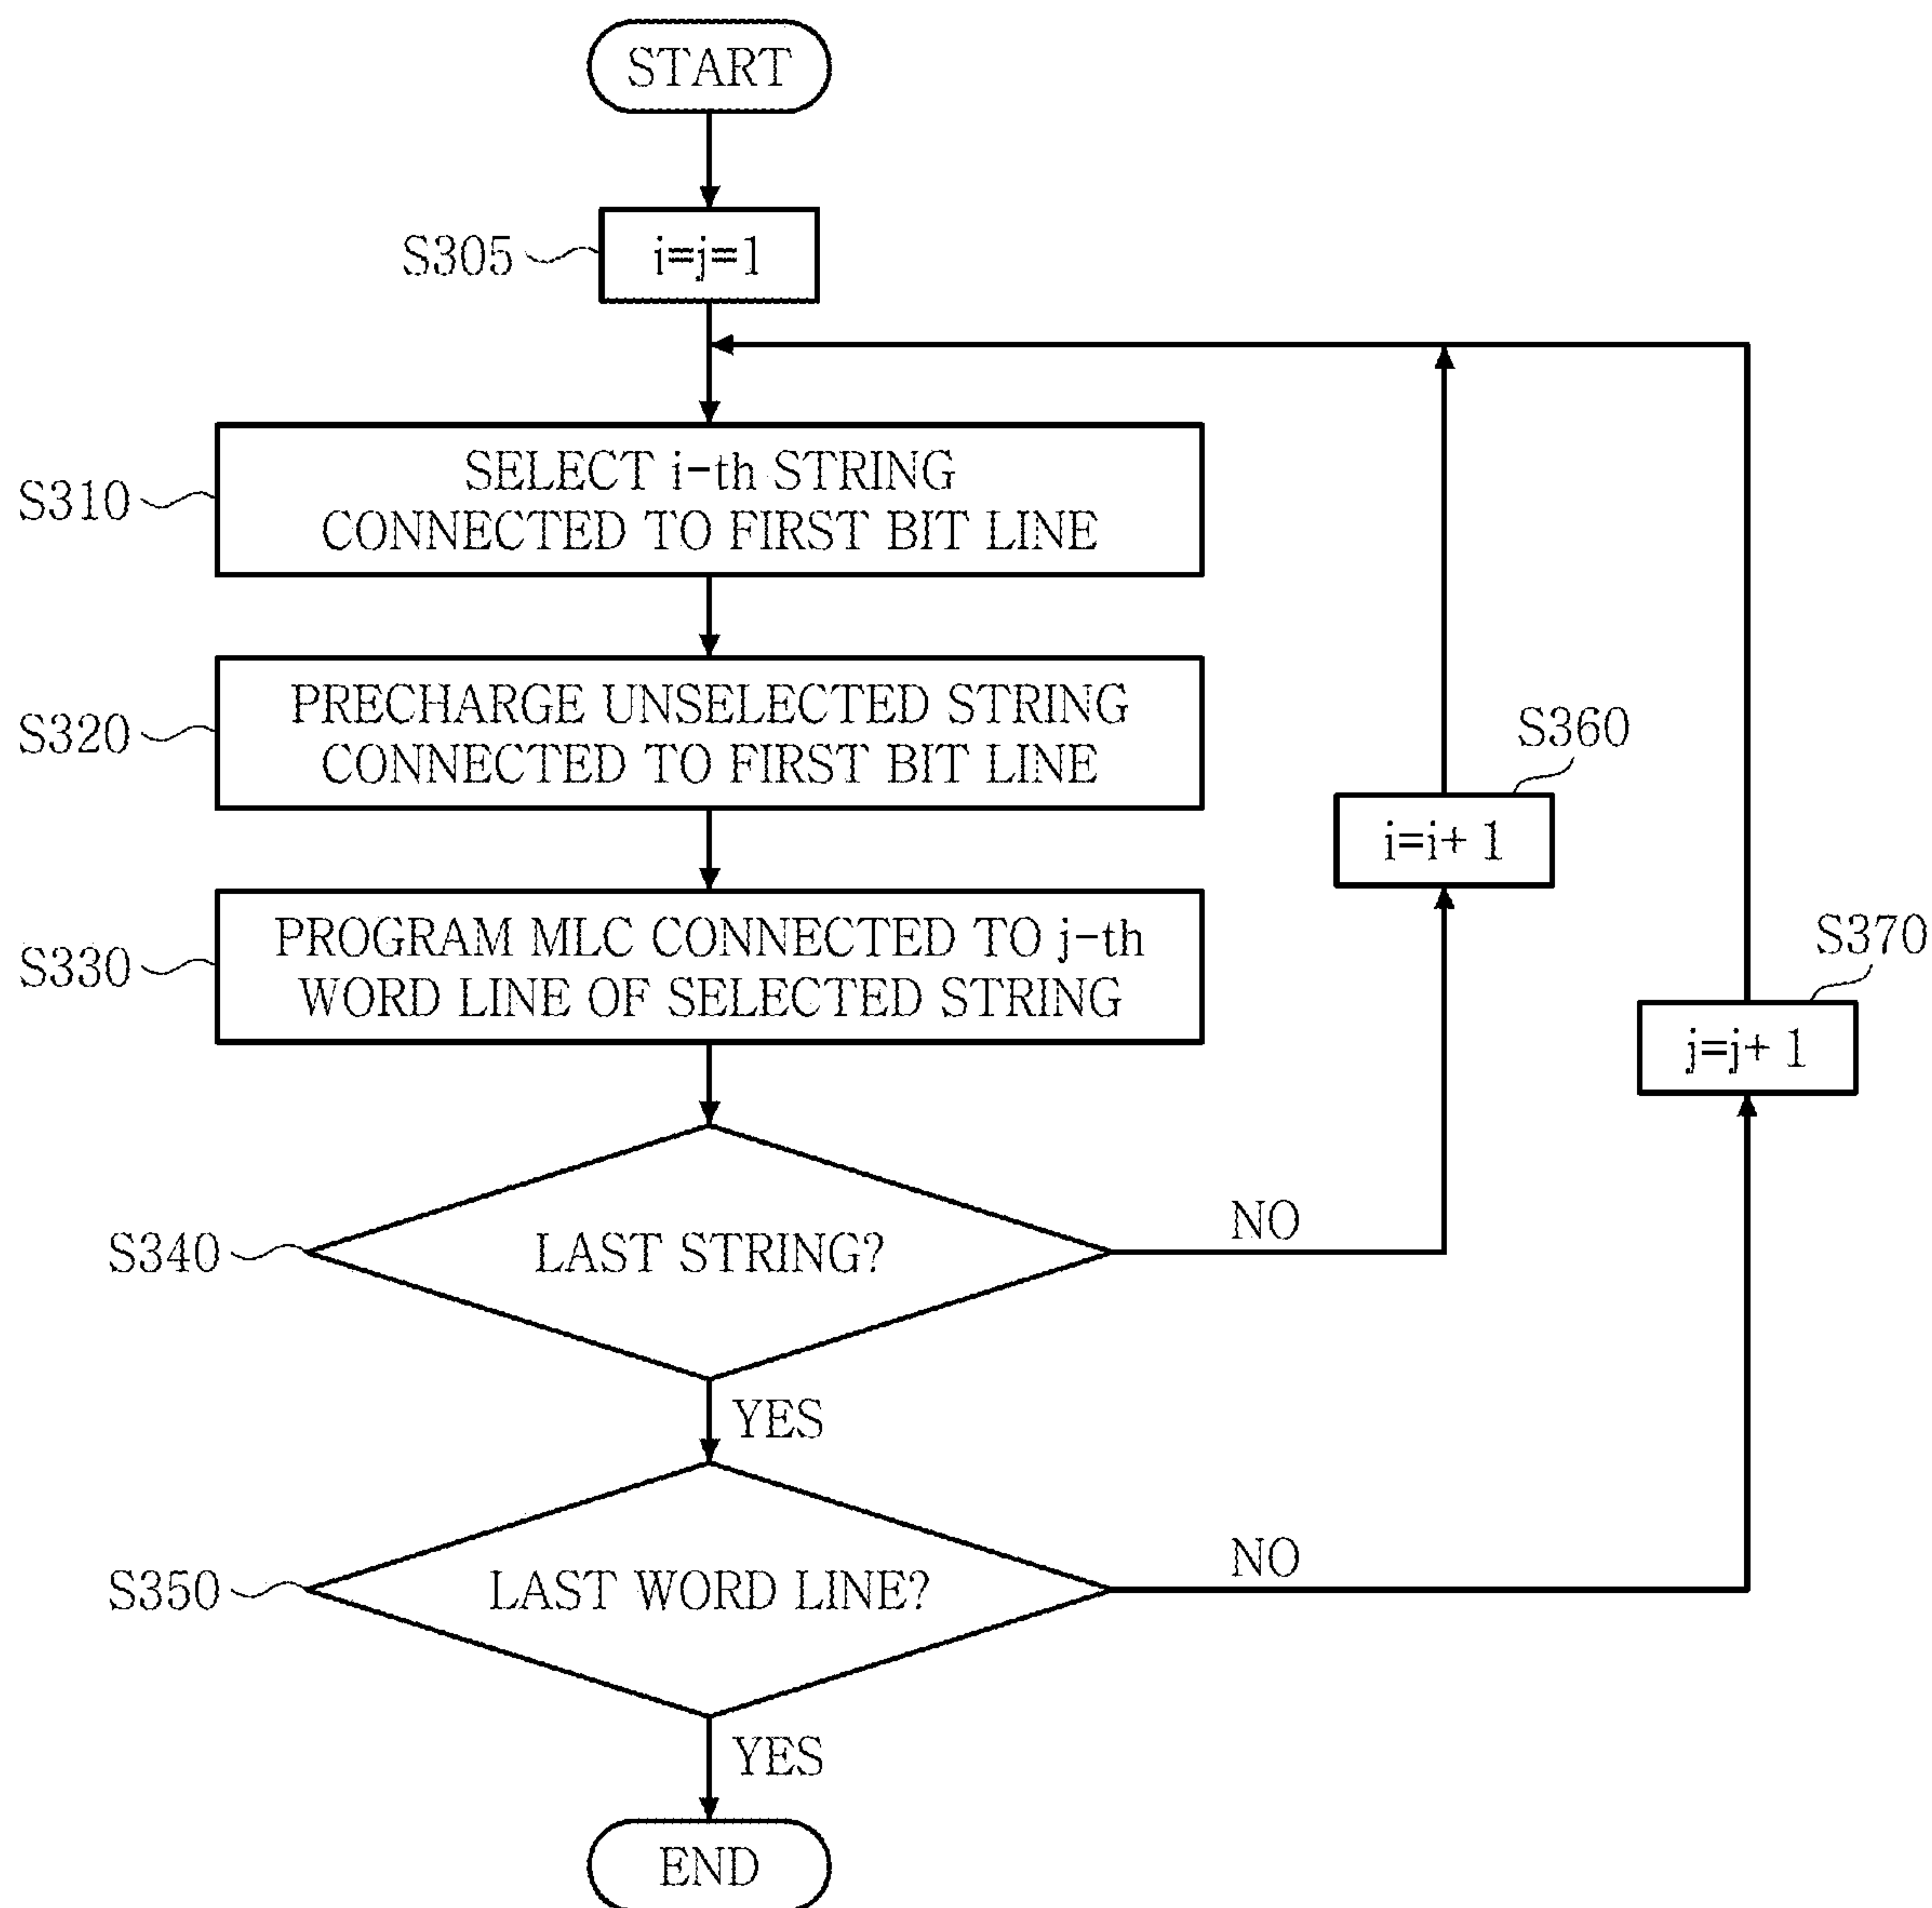 START
S305
i=j=1
S310
SELECT i-th STRING
CONNECTED TO FIRST BIT LINE
S320
PRECHARGE UNSELECTED STRING
CONNECTED TO FIRST BIT LINE
S360
i=i+ 1
S330
PROGRAM MLC CONNECTED TO j-th
WORD LINE OF SELECTED STRING
S370
j=j+ 1
S340
LAST STRING?
NO
YES
S350
LAST WORD LINE?
NO
YES
END